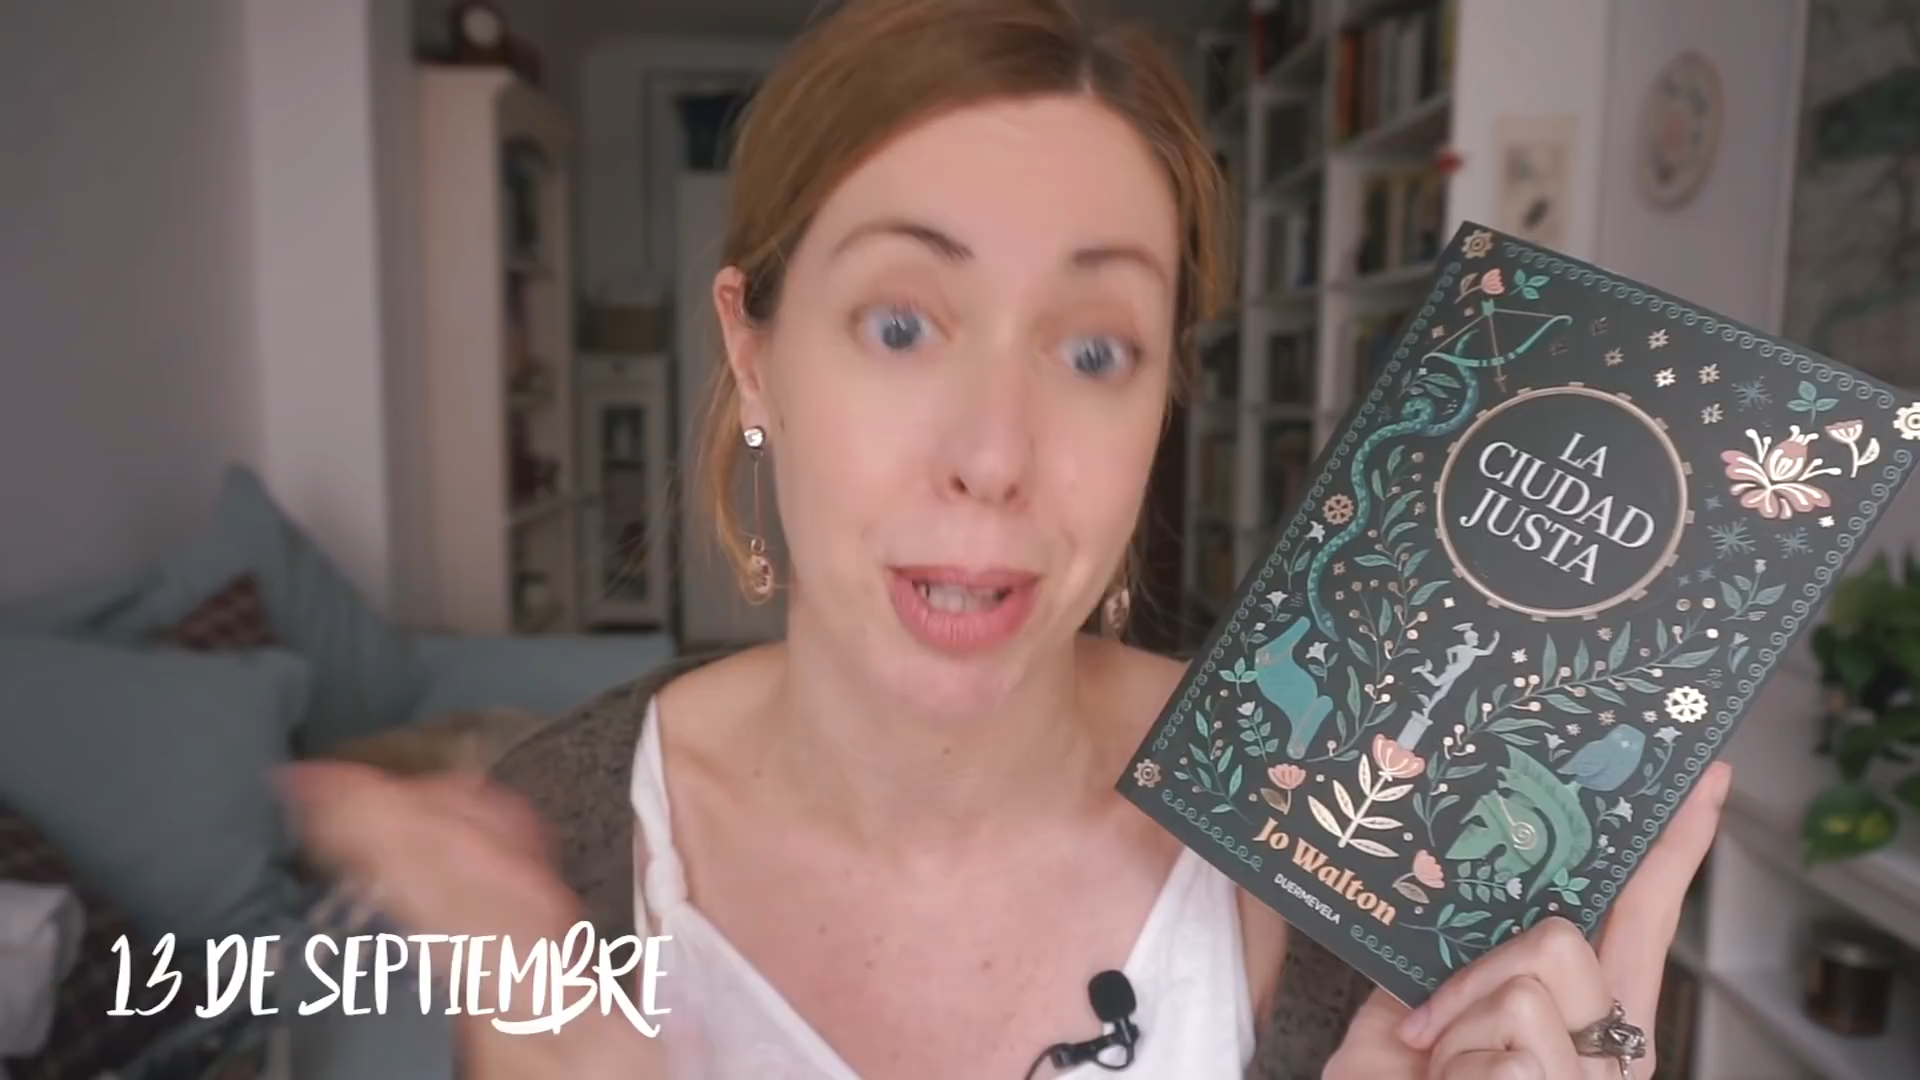 LA
CIUDAD
JUSTA
Jo Walton
DUERMEVELA
13 DE SEPTIEMBRE